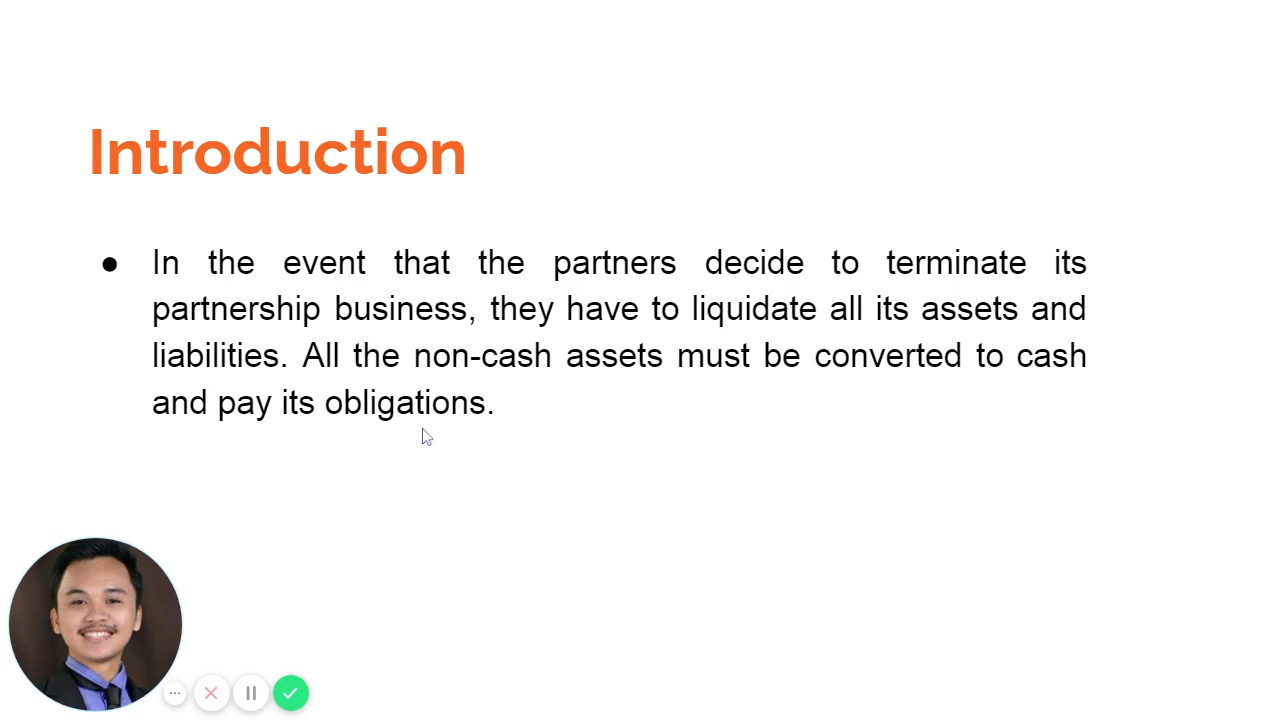 Introduction
● In the event that the partners decide to terminate its
partnership business, they have to liquidate all its assets and
liabilities. All the non-cash assets must be converted to cash
and pay its obligations.